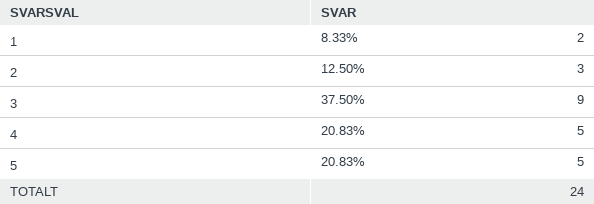 SVARSVAL SVAR
1 8.33% 2
2 12.50% 3
3 37.50% 9
4 20.83% 5
5 20.83% 5
TOTALT 24